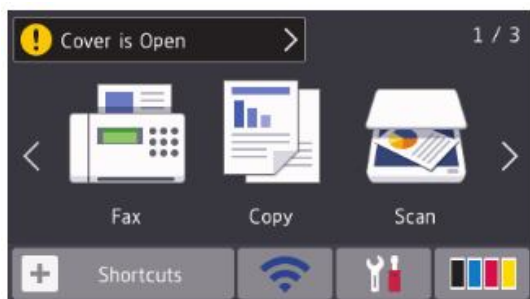 ! Cover is Open >
1 / 3
Fax Copy Scan
+ Shortcuts